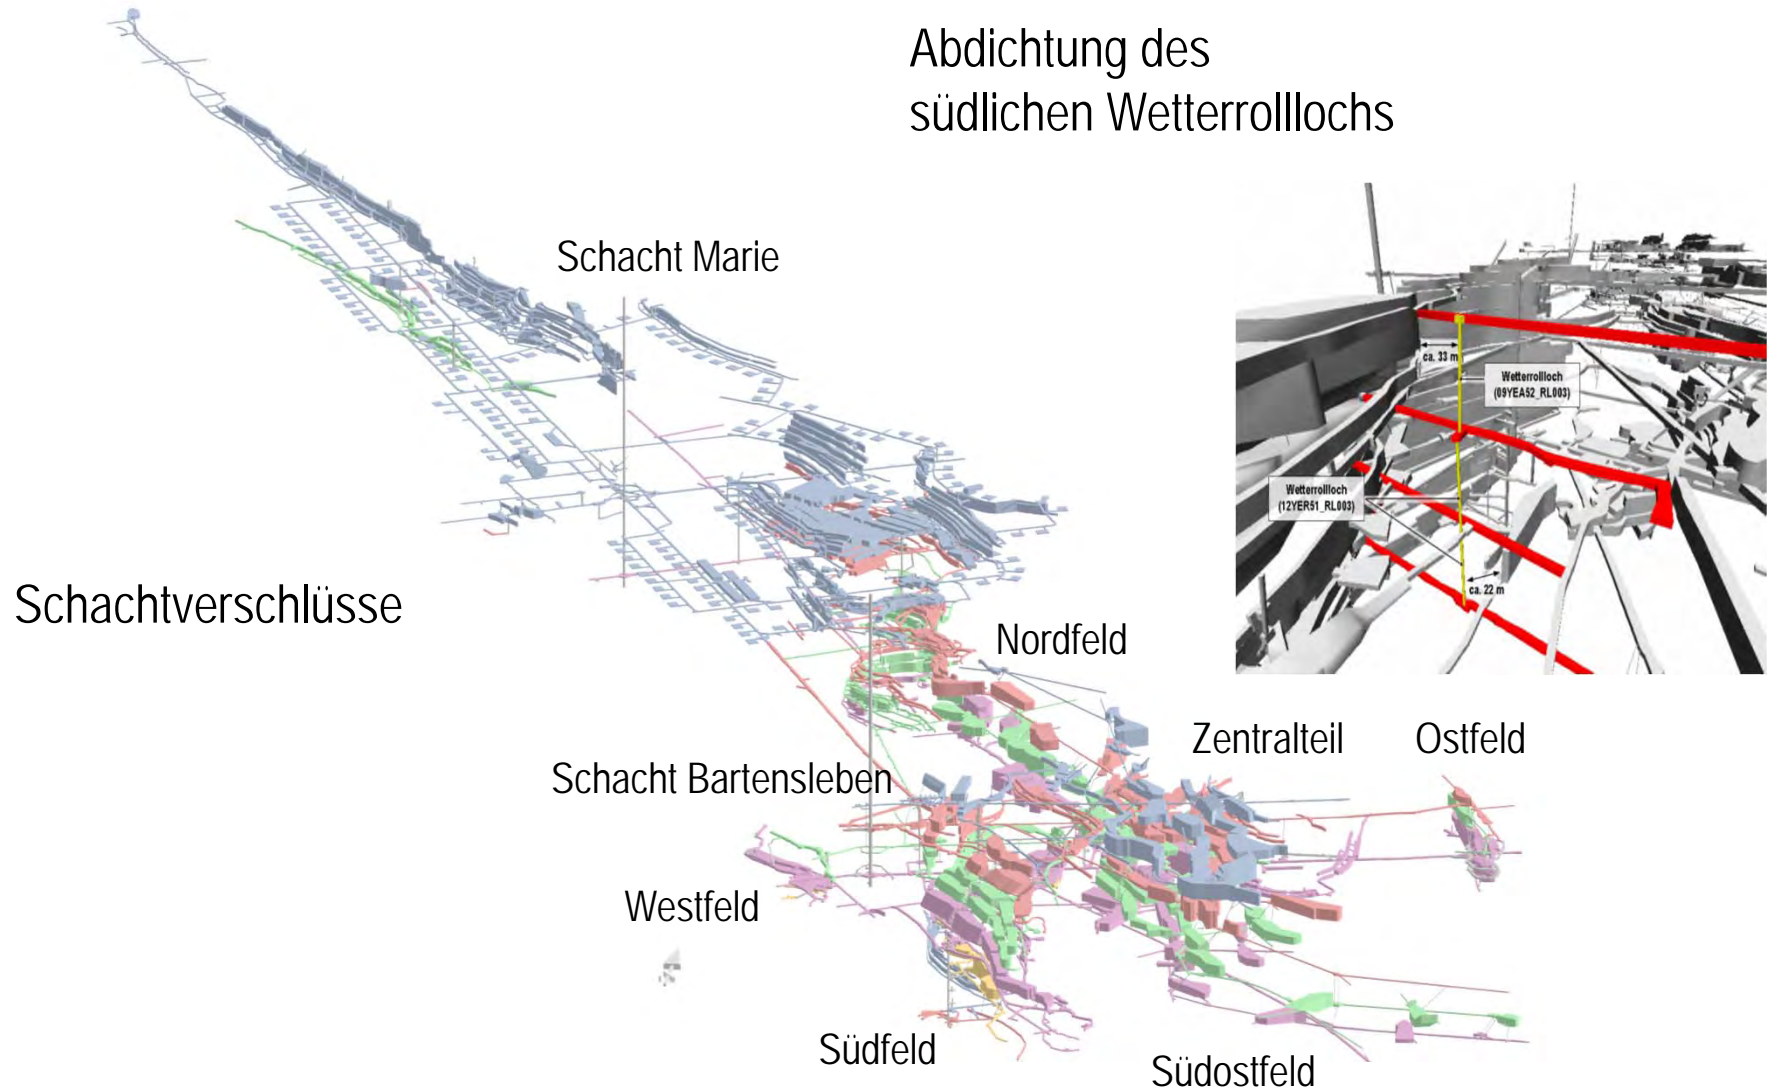 Abdichtung des
südlichen Wetterrolllochs
Schacht Marie
ca. 33 m
Wetterrollloch
(09YEA52_RL003)
Wetterrollloch
(12YER51_RL003)
ca. 22 m
Schachtverschlüsse
Nordfeld
Zentralteil
Ostfeld
Schacht Bartensleben
Westfeld
Südfeld
Südostfeld